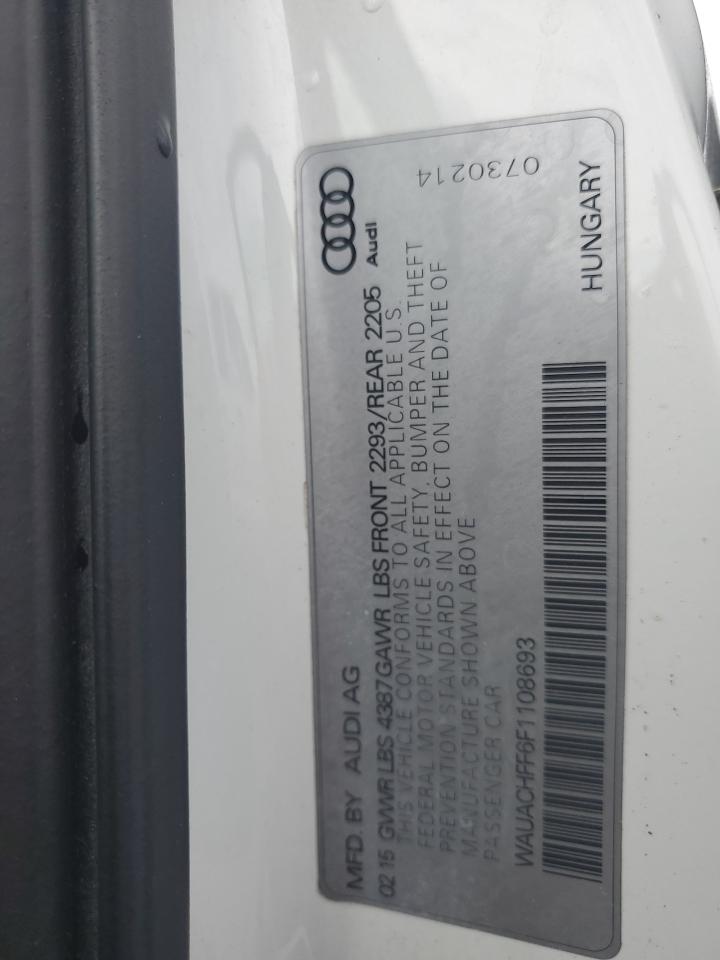 MFD. BY AUDI AG
Audi
02 15 GVWR LBS 4387 GAWR LBS FRONT 2293/REAR 2205
THIS VEHICLE CONFORMS TO ALL APPLICABLE U.S.
FEDERAL MOTOR VEHICLE SAFETY, BUMPER AND THEFT
PREVENTION STANDARDS IN EFFECT ON THE DATE OF
MANUFACTURE SHOWN ABOVE
PASSENGER CAR
0730214
WAUACHFF6F1108693
HUNGARY